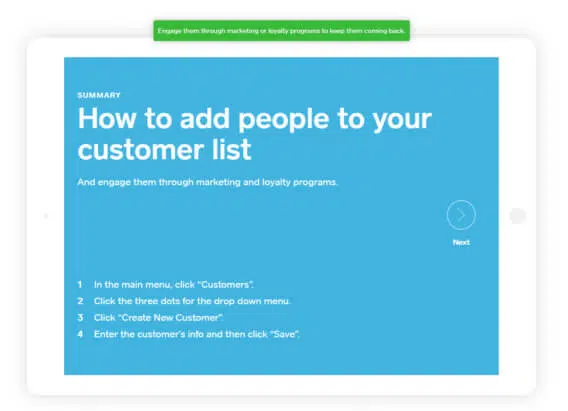 Engage them through marketing or loyalty programs to keep them coming back.
SUMMARY
How to add people to your
customer list
And engage them through marketing and loyalty programs.
Next
1 In the main menu, click “Customers”.
2 Click the three dots for the drop down menu.
3 Click “Create New Customer”.
4 Enter the customer’s info and then click “Save”.